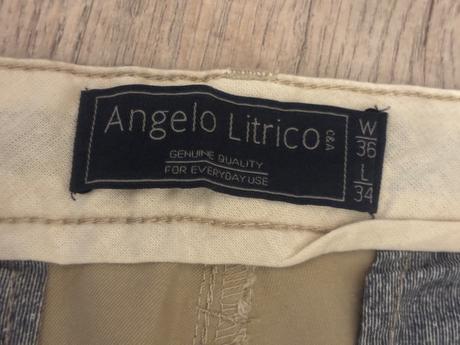 Angelo Litrico
C&A
GENUINE QUALITY
FOR EVERYDAY USE
W
36
L
34